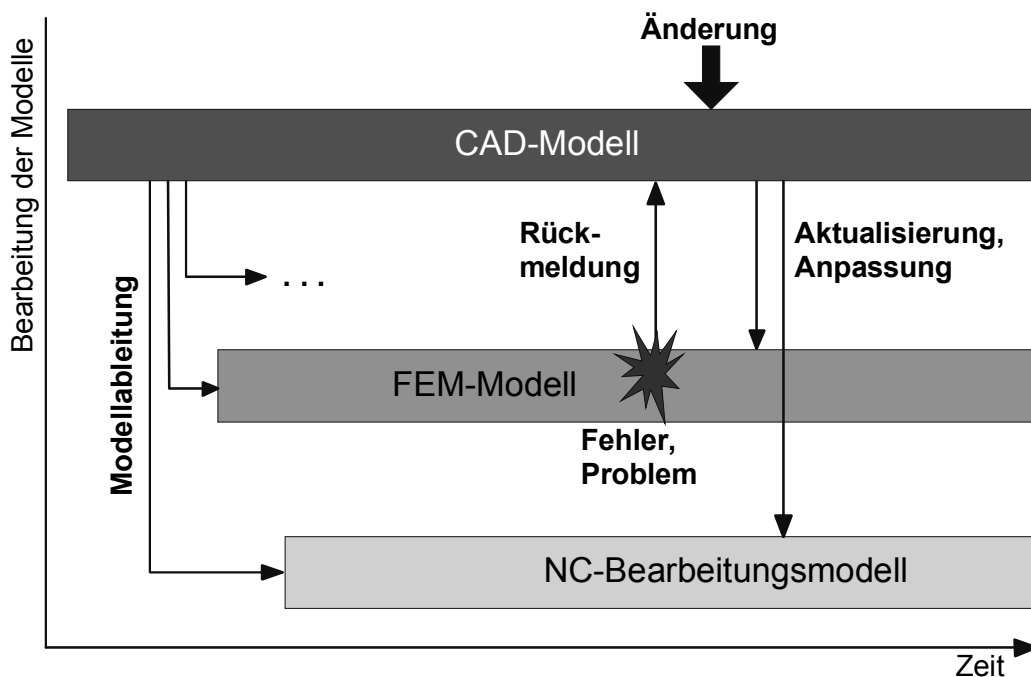 Änderung
Bearbeitung der Modelle
CAD-Modell
Rück-
meldung
Aktualisierung,
Anpassung
...
Modellableitung
FEM-Modell
Fehler,
Problem
NC-Bearbeitungsmodell
Zeit